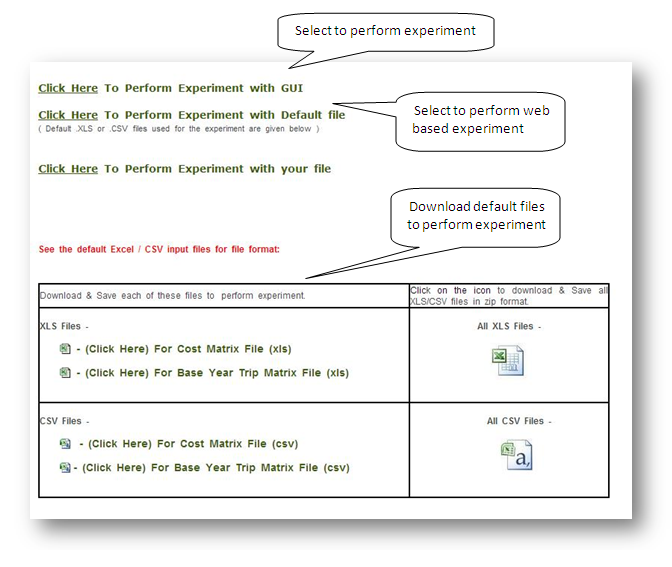 Select to perform experiment
Click Here To Perform Experiment with GUI
Click Here To Perform Experiment with Default file
( Default .XLS or .CSV files used for the experiment are given below )
Select to perform web
based experiment
Click Here To Perform Experiment with your file
Download default files
to perform experiment
See the default Excel / CSV input files for file format:
Download & Save each of these files to perform experiment.
Click on the icon to download & Save all
XLS/CSV files in zip format.
XLS Files -
All XLS Files -
- (Click Here) For Cost Matrix File (xls)
- (Click Here) For Base Year Trip Matrix File (xls)
CSV Files -
All CSV Files -
- (Click Here) For Cost Matrix File (csv)
- (Click Here) For Base Year Trip Matrix File (csv)
a,